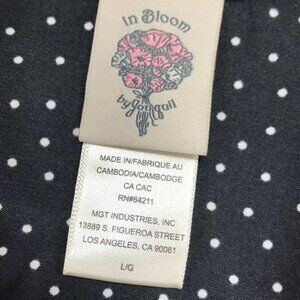 In Bloom
by Jonquil
MADE IN/FABRIQUE AU
CAMBODIA/CAMBODGE
CA CAC
RN#64211
MGT INDUSTRIES, INC
13889 S. FIGUEROA STREET
LOS ANGELES, CA 90061
L/G